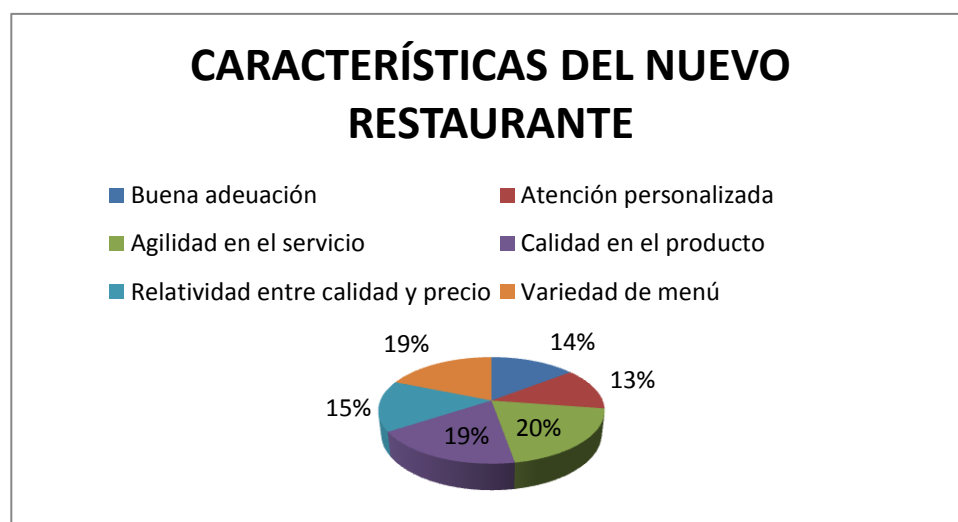 CARACTERÍSTICAS DEL NUEVO
RESTAURANTE
Buena adeuación
Atención personalizada
Agilidad en el servicio
Calidad en el producto
Relatividad entre calidad y precio
Variedad de menú
19%
14%
13%
15%
19%
20%